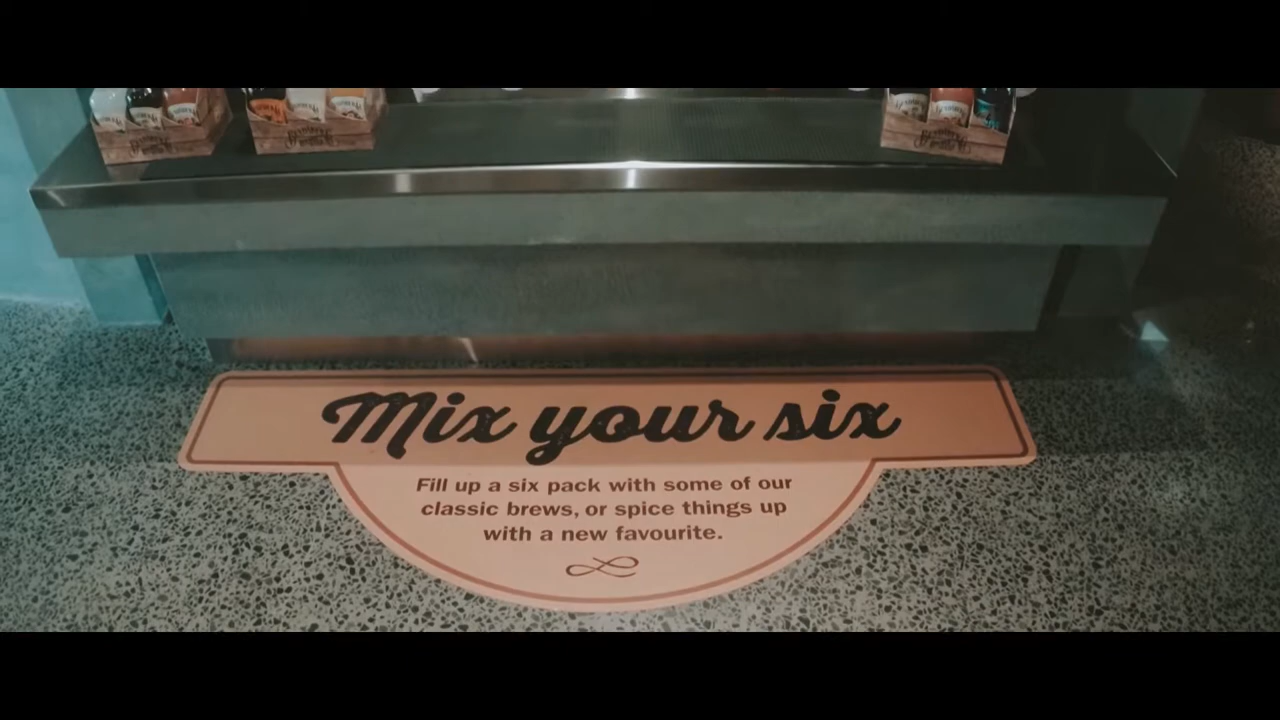 Mix your six
Fill up a six pack with some of our
classic brews, or spice things up
with a new favourite.